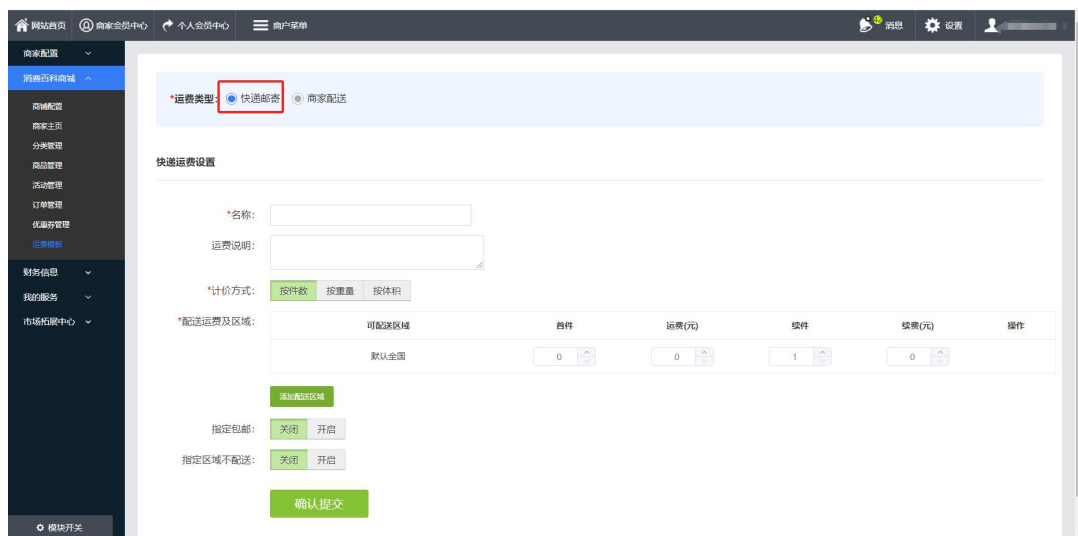 网站首页 商家会员中心 个人会员中心 商户菜单 消息 设置
商家配置
消费百科商城
*运费类型: 快递邮寄 商家配送
商铺配置
商家主页
分类管理
商品管理
快递运费设置
活动管理
订单管理
*名称:
优惠券管理
运费模板
运费说明:
财务信息
我的服务
*计价方式: 按件数 按重量 按体积
市场拓展中心
*配送运费及区域: 可配送区域 首件 运费(元) 续件 续费(元) 操作
默认全国 0 0 1 0
添加配送区域
指定包邮: 关闭 开启
指定区域不配送: 关闭 开启
确认提交
模块开关